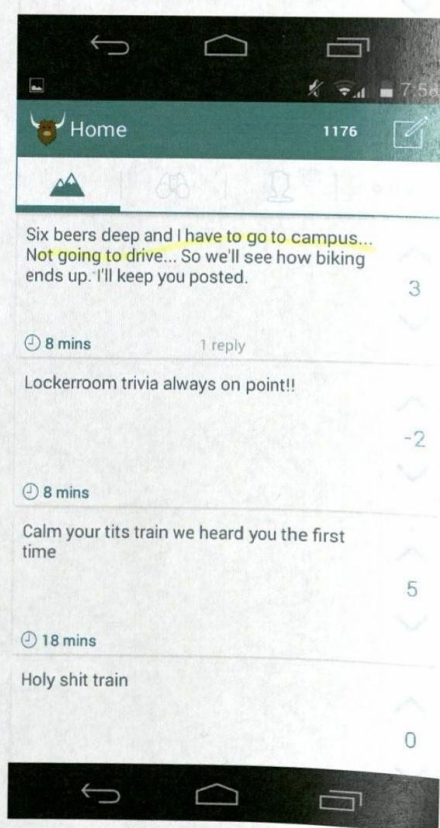 7:58
Home 1176
Six beers deep and I have to go to campus...
Not going to drive... So we'll see how biking
ends up. I'll keep you posted.
3
8 mins 1 reply
Lockerroom trivia always on point!!
-2
8 mins
Calm your tits train we heard you the first
time
5
18 mins
Holy shit train
0